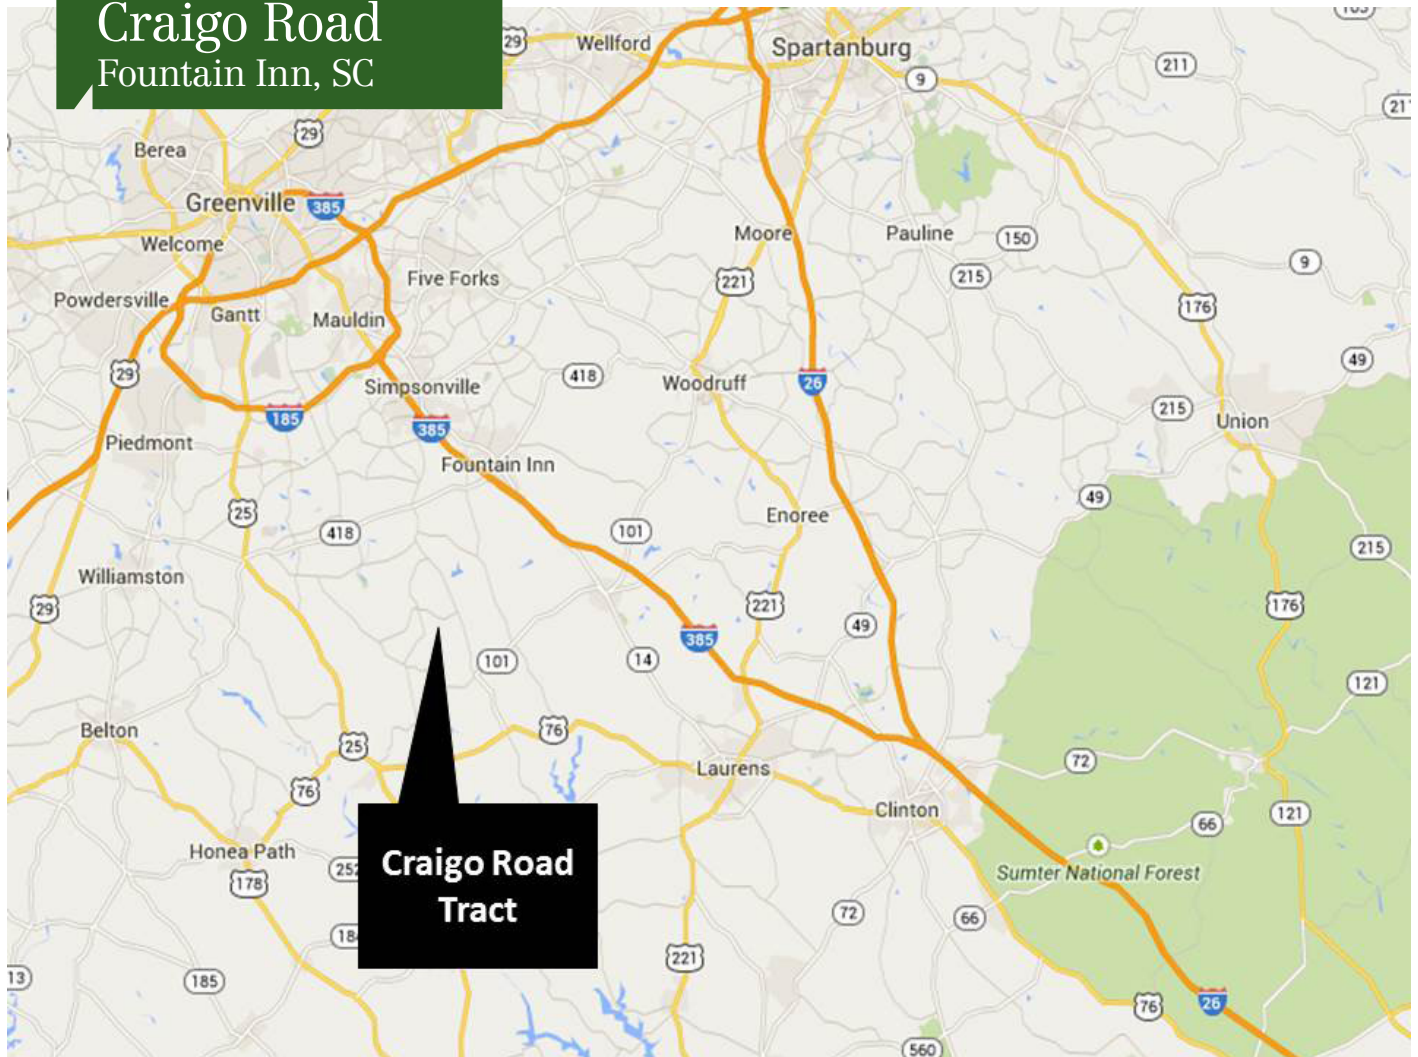 Craigo Road
Fountain Inn, SC
29
Wellford
Spartanburg
9
211
29
Berea
Greenville
385
Welcome
Moore
Pauline
150
9
Five Forks
221
215
Powdersville
Gantt
Mauldin
176
29
Simpsonville
418
Woodruff
26
49
185
385
215
Union
Piedmont
Fountain Inn
49
25
418
101
Enoree
215
Williamston
29
221
49
176
385
101
14
121
Belton
25
76
72
Laurens
76
Clinton
66
121
Honea Path
178
252
Craigo Road
Tract
Sumter National Forest
72
66
221
185
13
76
26
560